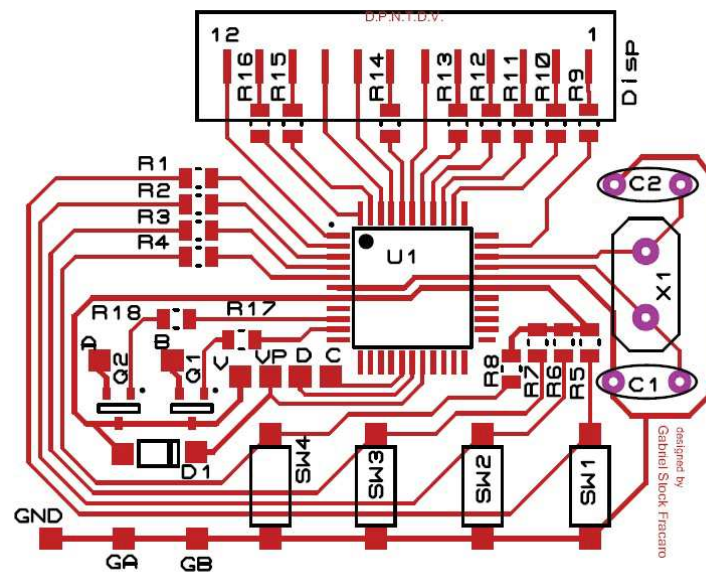 D.P.N.T.D.V.
12
1
Disp
R16
R15
R14
R13
R12
R11
R10
R9
R1
R2
R3
R4
U1
C2
X1
C1
R18
R17
A
B
Q2
Q1
V
VP
D
C
R8
R7
R6
R5
D1
SW4
SW3
SW2
SW1
GND
GA
GB
designed by
Gabriel Stock Fracaro